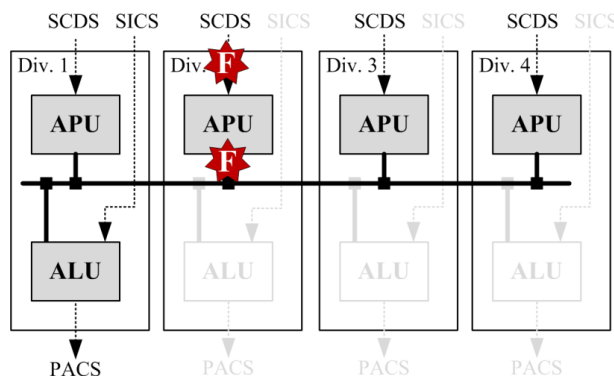 SCDS SICS SCDS SICS SCDS SICS SCDS SICS
Div. 1 Div. F Div. 3 Div. 4
APU APU APU APU
F
ALU ALU ALU ALU
PACS PACS PACS PACS